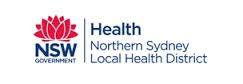 NSW
GOVERNMENT
Health
Northern Sydney
Local Health District